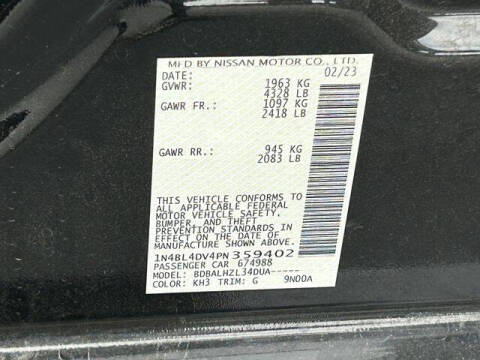 MFD BY NISSAN MOTOR CO., LTD.
DATE: 02/23
GVWR: 1963 KG
4328 LB
GAWR FR.: 1097 KG
2418 LB
GAWR RR.: 945 KG
2083 LB
THIS VEHICLE CONFORMS TO
ALL APPLICABLE FEDERAL
MOTOR VEHICLE SAFETY,
BUMPER, AND THEFT
PREVENTION STANDARDS IN
EFFECT ON THE DATE OF
MANUFACTURE SHOWN ABOVE.
1N4BL4DV4PN359402
PASSENGER CAR 674988
MODEL: BDBALHZL34DUA-----
COLOR: KH3 TRIM: G 9N00A